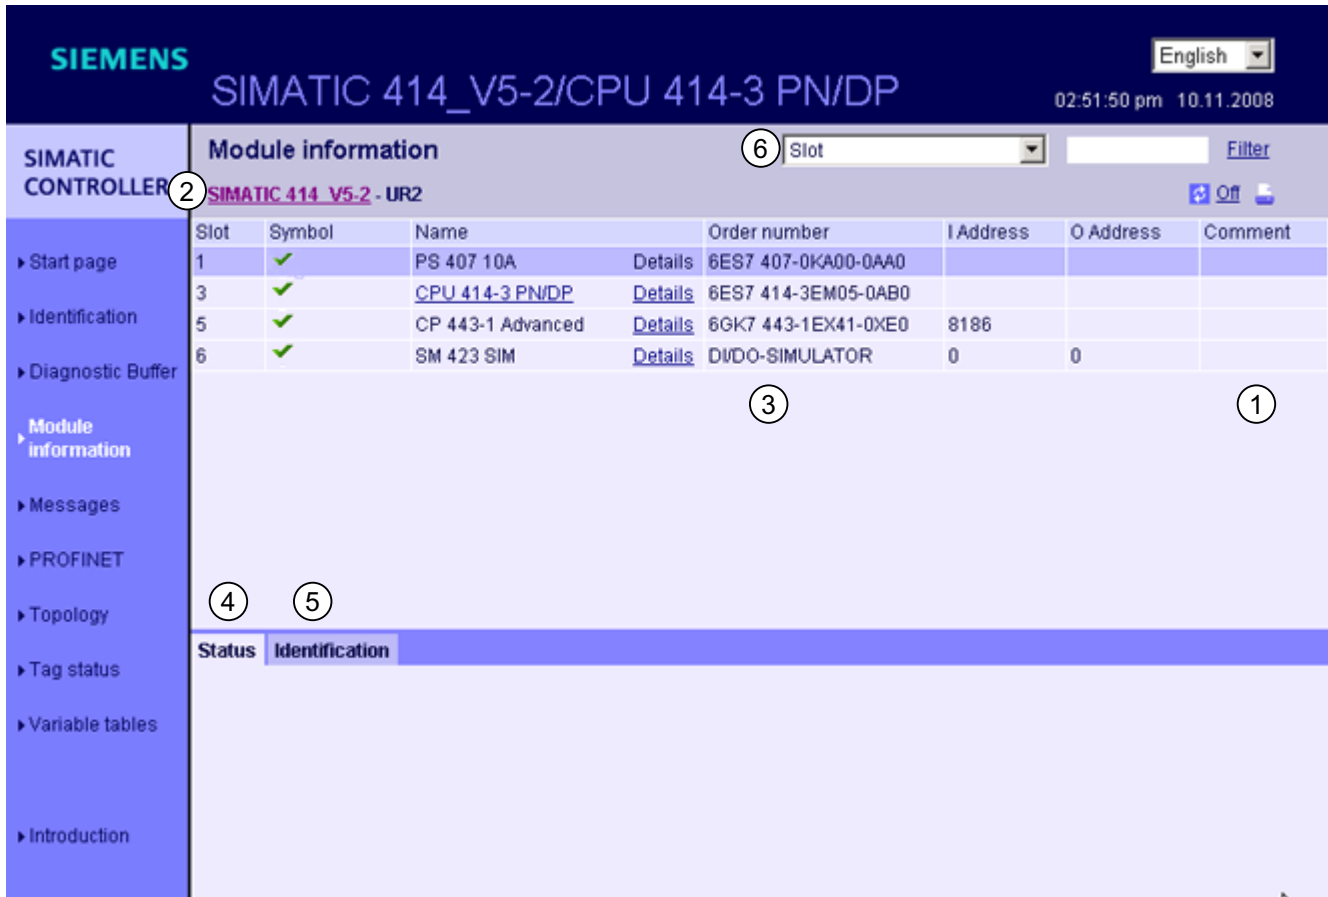 SIEMENS
English
SIMATIC 414_V5-2/CPU 414-3 PN/DP
02:51:50 pm 10.11.2008
SIMATIC
CONTROLLER
Module information
6 Slot Filter
2 SIMATIC 414_V5-2 - UR2 Off
Slot Symbol Name Order number I Address O Address Comment
1 PS 407 10A Details 6ES7 407-0KA00-0AA0
3 CPU 414-3 PN/DP Details 6ES7 414-3EM05-0AB0
5 CP 443-1 Advanced Details 6GK7 443-1EX41-0XE0 8186
6 SM 423 SIM Details DI/DO-SIMULATOR 0 0
3 1
4 5
Status Identification
Start page
Identification
Diagnostic Buffer
Module
information
Messages
PROFINET
Topology
Tag status
Variable tables
Introduction